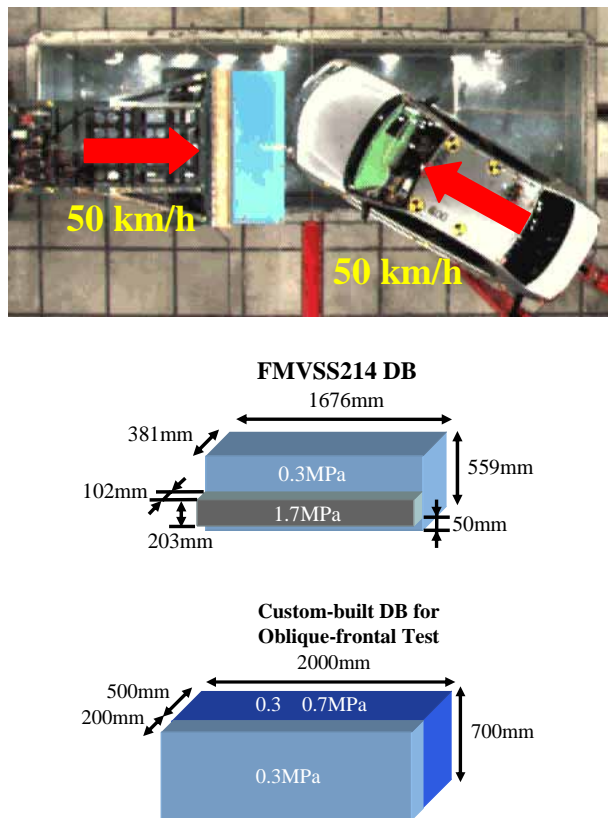 50 km/h
50 km/h
FMVSS214 DB
1676mm
381mm
0.3MPa
559mm
102mm
1.7MPa
50mm
203mm
Custom-built DB for
Oblique-frontal Test
2000mm
500mm
0.3 0.7MPa
200mm
700mm
0.3MPa